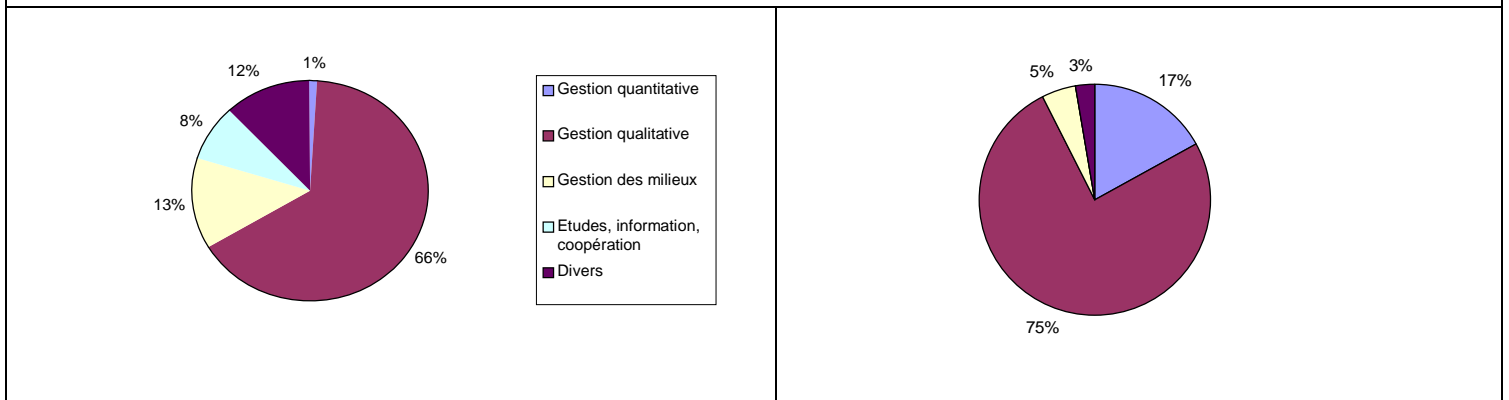 1%
12%
8%
13%
66%
Gestion quantitative
Gestion qualitative
Gestion des milieux
Etudes, information,
coopération
Divers
5%
3%
17%
75%